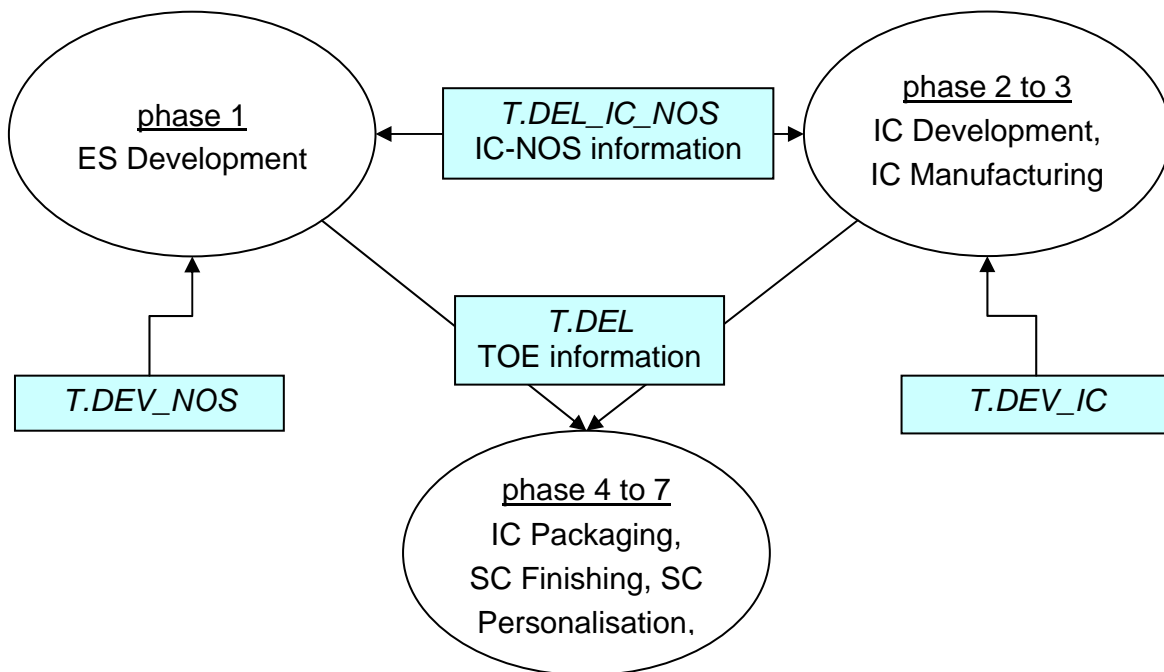 phase 1
ES Development
T.DEL_IC_NOS
IC-NOS information
phase 2 to 3
IC Development,
IC Manufacturing
T.DEL
TOE information
T.DEV_NOS
T.DEV_IC
phase 4 to 7
IC Packaging,
SC Finishing, SC
Personalisation,